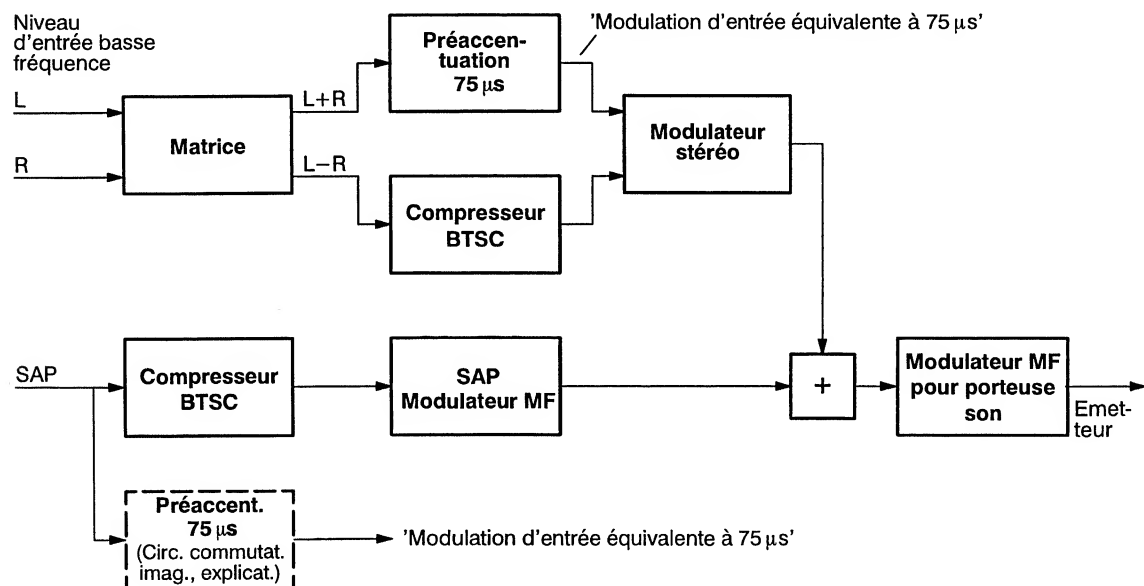 Niveau
d'entrée basse
fréquence
L
R
Matrice
L+R
L−R
Préaccen-
tuation
75 µs
'Modulation d'entrée équivalente à 75 µs'
Compresseur
BTSC
Modulateur
stéréo
SAP
Compresseur
BTSC
SAP
Modulateur MF
+
Modulateur MF
pour porteuse
son
Emet-
teur
Préaccent.
75 µs
(Circ. commutat.
imag., explicat.)
'Modulation d'entrée équivalente à 75 µs'